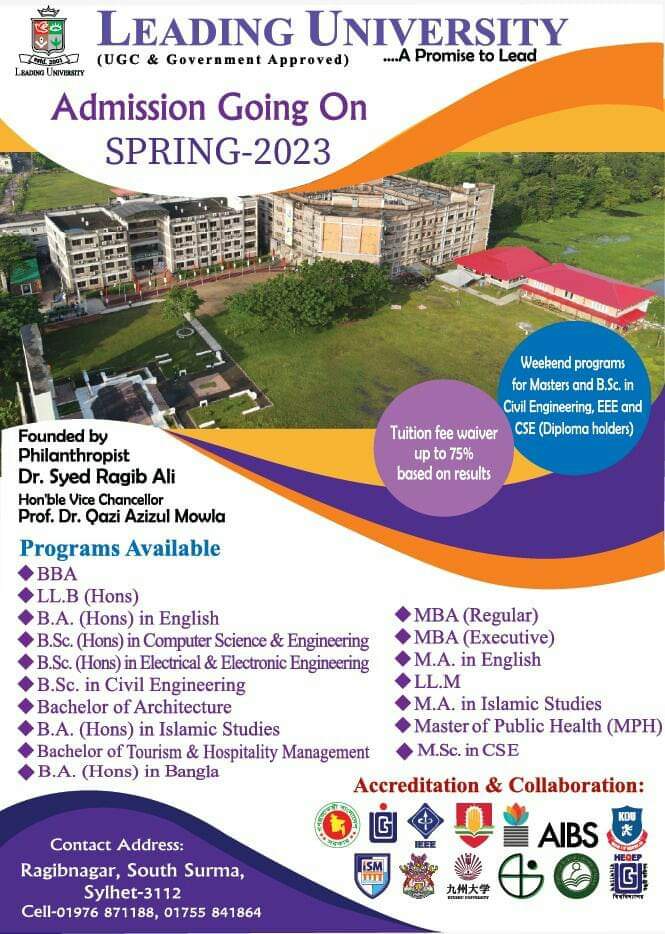 LEADING UNIVERSITY
(UGC & Government Approved)
....A Promise to Lead
estd. 2001
LEADING UNIVERSITY
Admission Going On
SPRING-2023
Weekend programs
for Masters and B.Sc. in
Civil Engineering, EEE and
CSE (Diploma holders)
Tuition fee waiver
up to 75%
based on results
Founded by
Philanthropist
Dr. Syed Ragib Ali
Hon'ble Vice Chancellor
Prof. Dr. Qazi Azizul Mowla
Programs Available
BBA
LL.B (Hons)
B.A. (Hons) in English
B.Sc. (Hons) in Computer Science & Engineering
B.Sc. (Hons) in Electrical & Electronic Engineering
B.Sc. in Civil Engineering
Bachelor of Architecture
B.A. (Hons) in Islamic Studies
Bachelor of Tourism & Hospitality Management
B.A. (Hons) in Bangla
MBA (Regular)
MBA (Executive)
M.A. in English
LL.M
M.A. in Islamic Studies
Master of Public Health (MPH)
M.Sc. in CSE
Accreditation & Collaboration:
IEEE
AIBS
KDU
ISM
九州大学
KYUSHU UNIVERSITY
HEQEP
Contact Address:
Ragibnagar, South Surma,
Sylhet-3112
Cell-01976 871188, 01755 841864